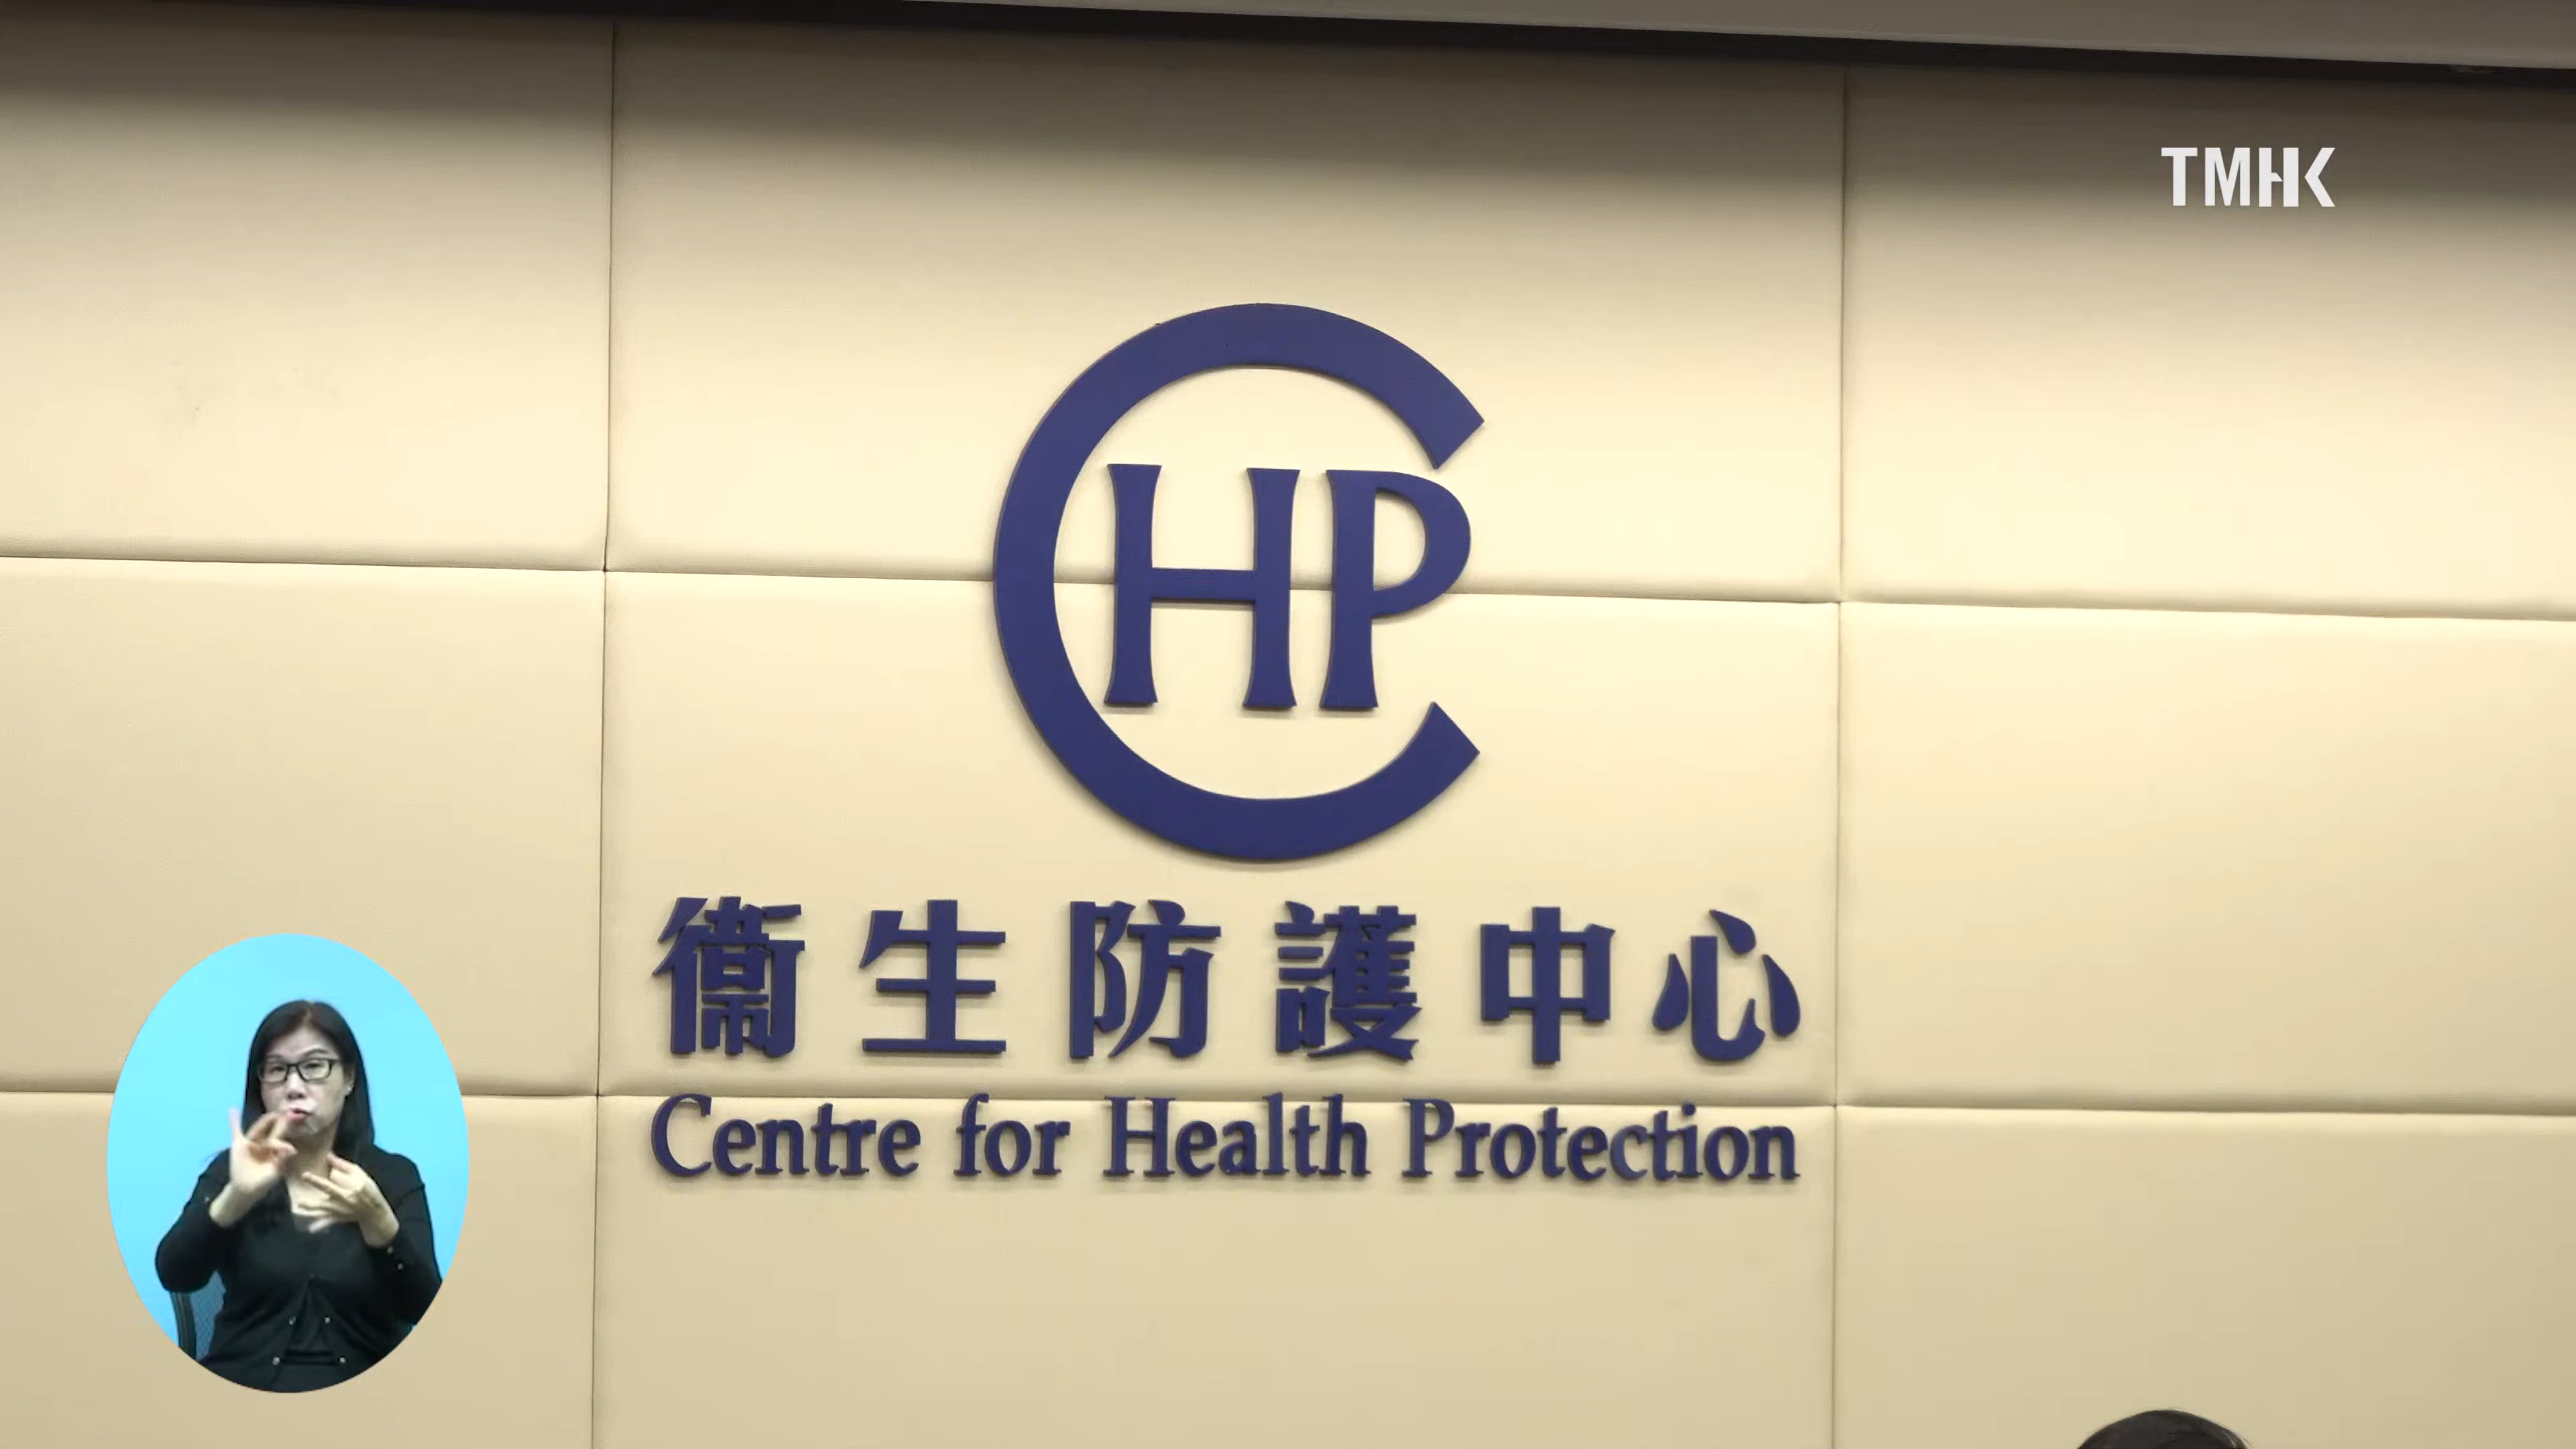 TMHK
CHP
衞生防護中心
Centre for Health Protection